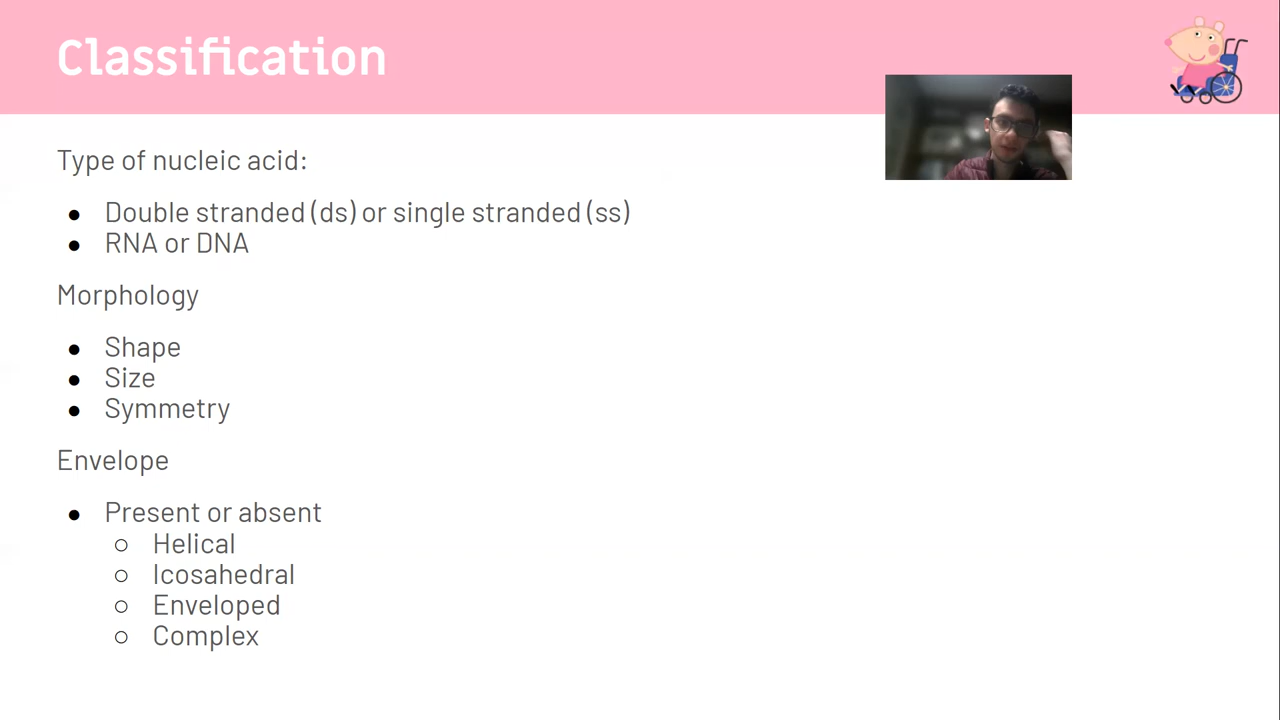 Classification
Type of nucleic acid:
● Double stranded (ds) or single stranded (ss)
● RNA or DNA
Morphology
● Shape
● Size
● Symmetry
Envelope
● Present or absent
○ Helical
○ Icosahedral
○ Enveloped
○ Complex